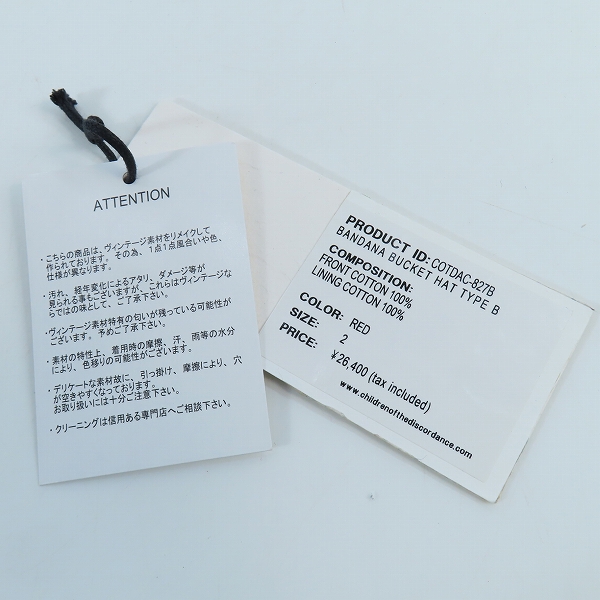 ATTENTION
・こちらの商品は、ヴィンテージ素材をリメイクして
作られております。その為、1点1点風合いや色、
仕様が異なります。
・汚れ、経年変化によるアタリ、ダメージ等が
見られる事もございますが、これらはヴィンテージな
らではの味として、ご了承下さい。
・ヴィンテージ素材特有の匂いが残っている可能性が
ございます。予めご了承下さい。
・素材の特性上、着用時の摩擦、汗、雨等の水分
により、色移りの可能性がございます。
・デリケートな素材故に、引っ掛け、摩擦により、穴
が空きやすくなっております。
お取り扱いには十分ご注意下さい。
・クリーニングは信用ある専門店へご相談下さい。
PRODUCT ID: COTDAC-827B
BANDANA BUCKET HAT TYPE B
COMPOSITION:
FRONT COTTON 100%
LINING COTTON 100%
COLOR: RED
SIZE: 2
PRICE: ¥26,400 (tax included)
www.childrenofthediscordance.com